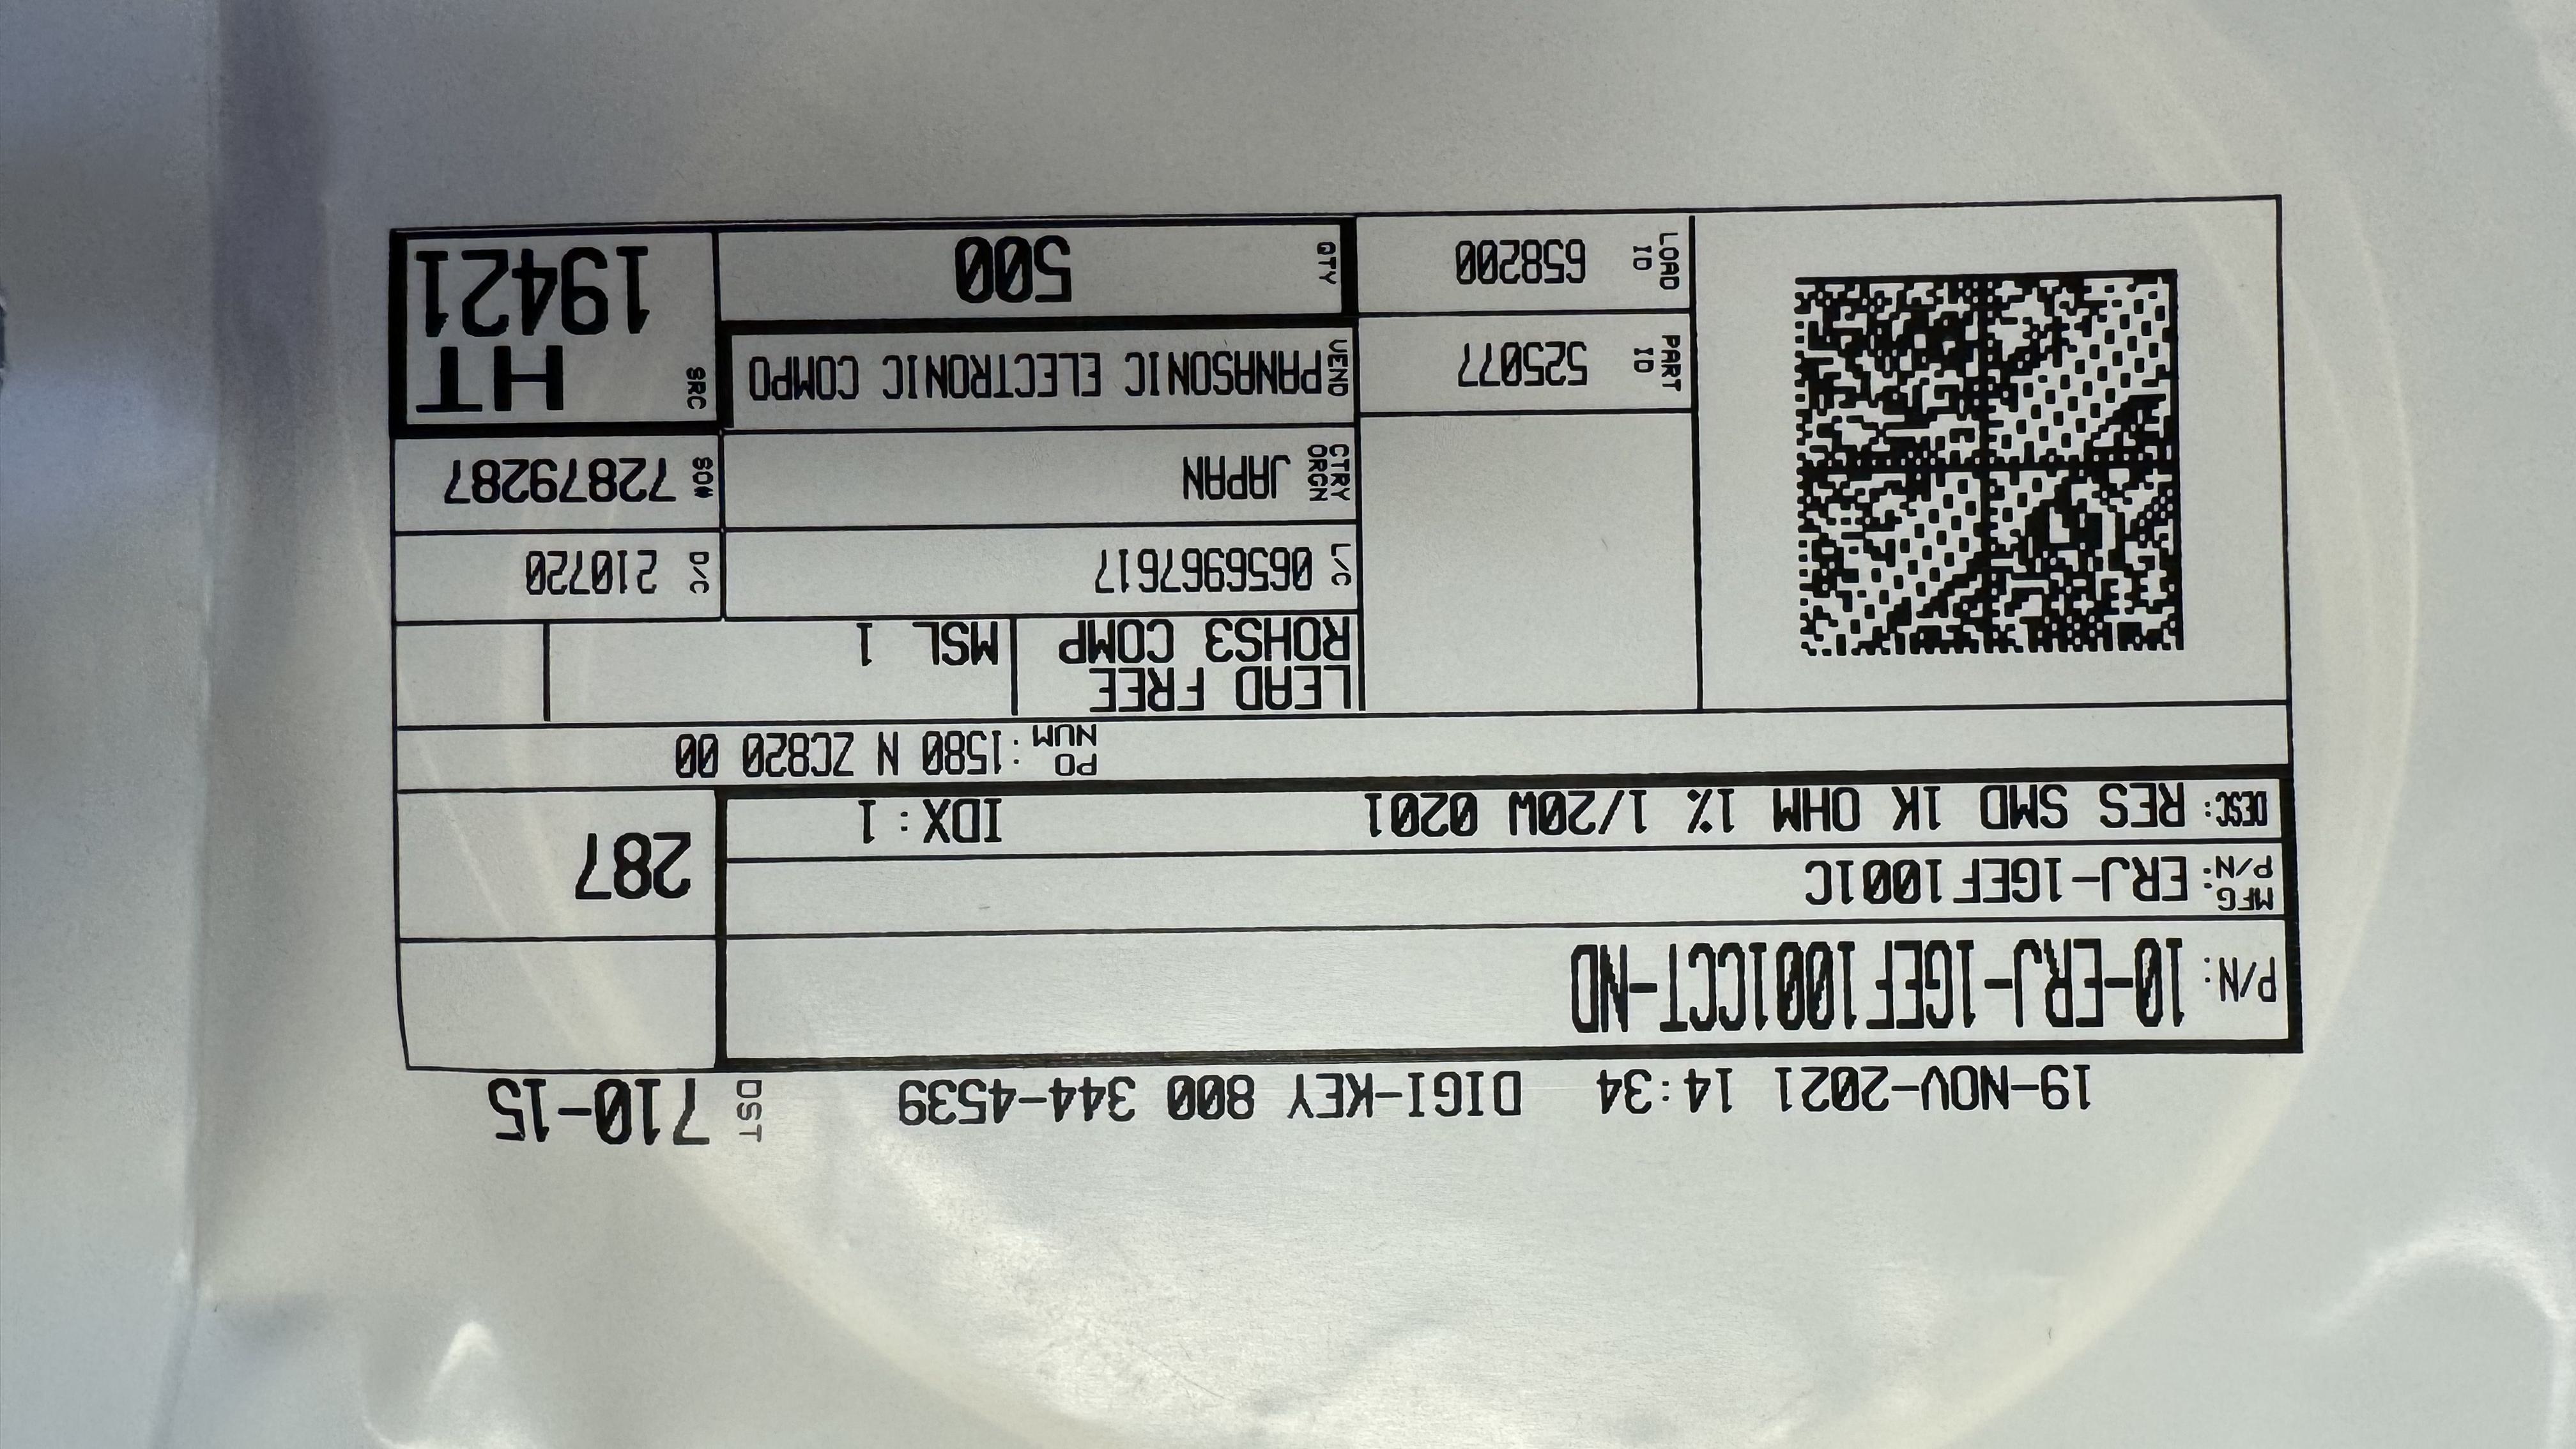 19-NOV-2021 14:34 DIGI-KEY 800 344-4539
DST 710-15
P/N: 10-ERJ-1GEF1001CCT-ND
MFG P/N: ERJ-1GEF1001C
287
DESC: RES SMD 1K OHM 1% 1/20W 0201 IDX:1
PO NUM: 1580 N ZC820 00
LEAD FREE
ROHS3 COMP
MSL 1
L/C 0656967617
D/C 210720
CTRY ORGN JAPAN
SO# 72879287
PART ID 525077
VEND PANASONIC ELECTRONIC COMPO
SRC HT
19421
LOAD ID 658200
QTY 500